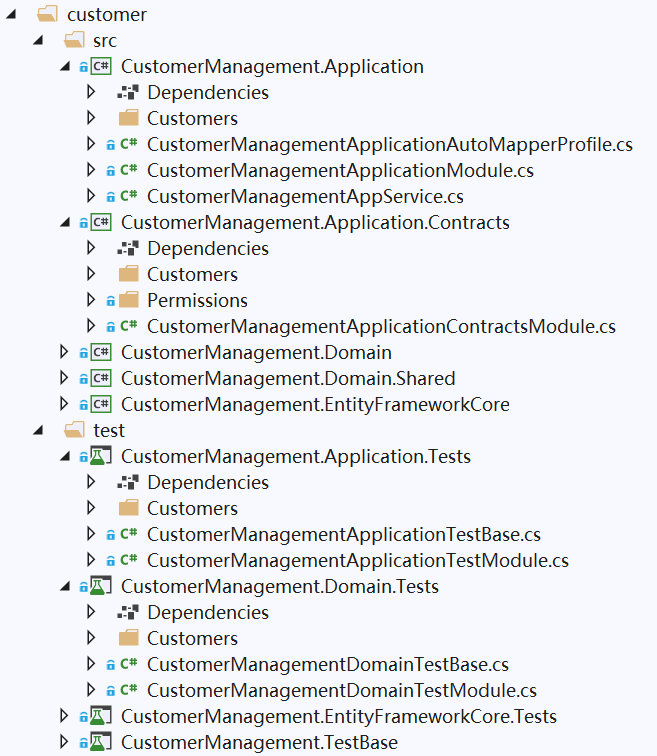 customer
src
C# CustomerManagement.Application
Dependencies
Customers
C# CustomerManagementApplicationAutoMapperProfile.cs
C# CustomerManagementApplicationModule.cs
C# CustomerManagementAppService.cs
C# CustomerManagement.Application.Contracts
Dependencies
Customers
Permissions
C# CustomerManagementApplicationContractsModule.cs
C# CustomerManagement.Domain
C# CustomerManagement.Domain.Shared
C# CustomerManagement.EntityFrameworkCore
test
CustomerManagement.Application.Tests
Dependencies
Customers
C# CustomerManagementApplicationTestBase.cs
C# CustomerManagementApplicationTestModule.cs
CustomerManagement.Domain.Tests
Dependencies
Customers
C# CustomerManagementDomainTestBase.cs
C# CustomerManagementDomainTestModule.cs
CustomerManagement.EntityFrameworkCore.Tests
CustomerManagement.TestBase